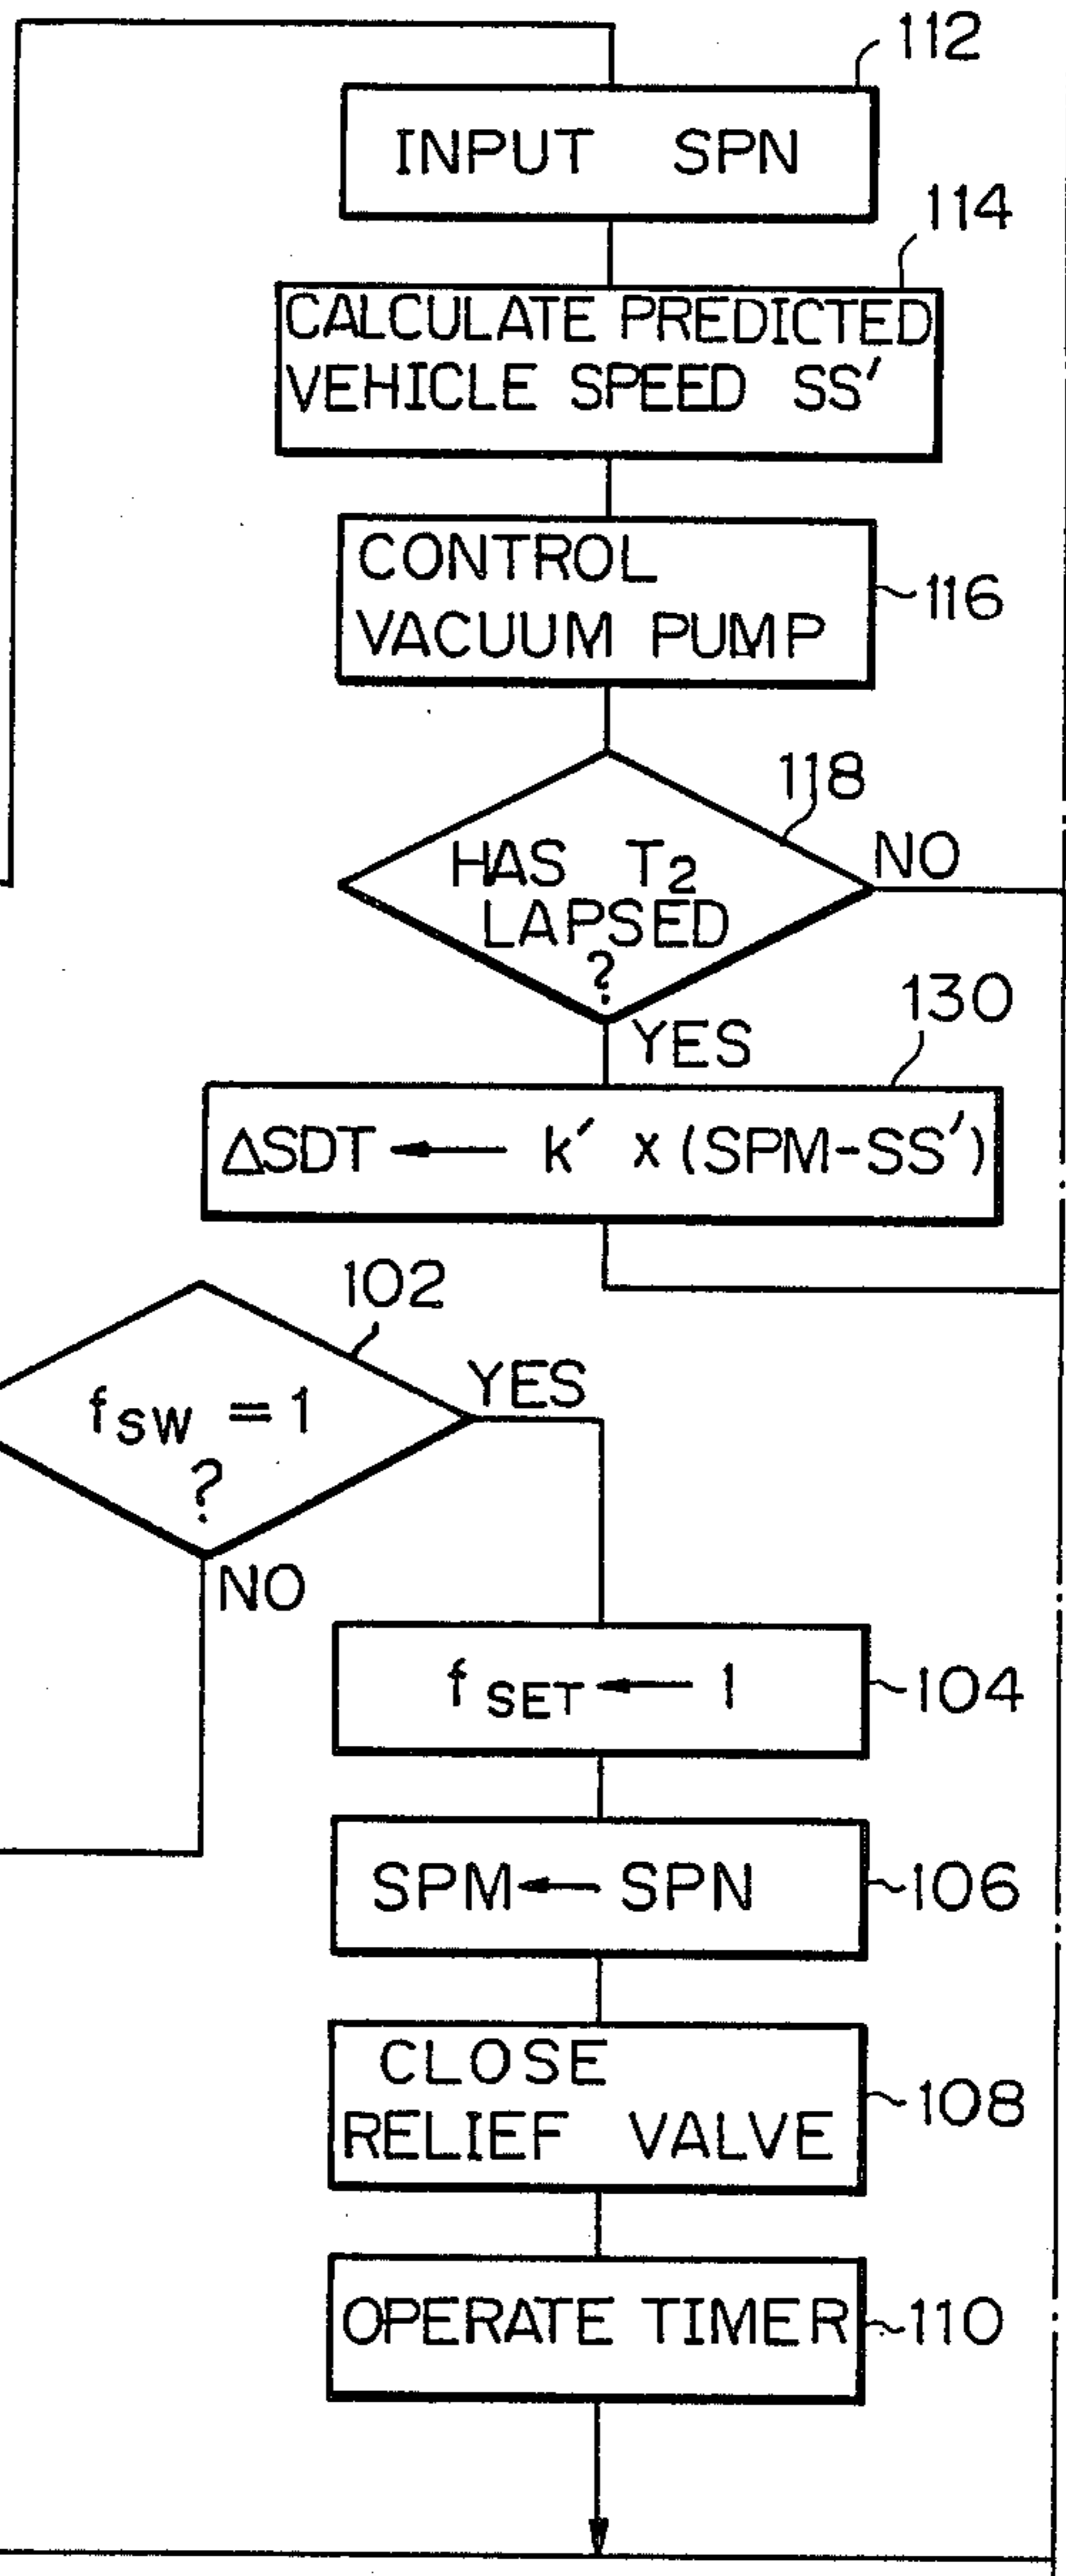 112
INPUT SPN
114
CALCULATE PREDICTED
VEHICLE SPEED SS′
CONTROL
VACUUM PUMP
116
118
HAS T₂
LAPSED
?
NO
YES
130
ΔSDT ← k′ x (SPM-SS′)
102
f_SW = 1
?
YES
NO
f_SET ← 1
104
SPM ← SPN
106
CLOSE
RELIEF VALVE
108
OPERATE TIMER
110